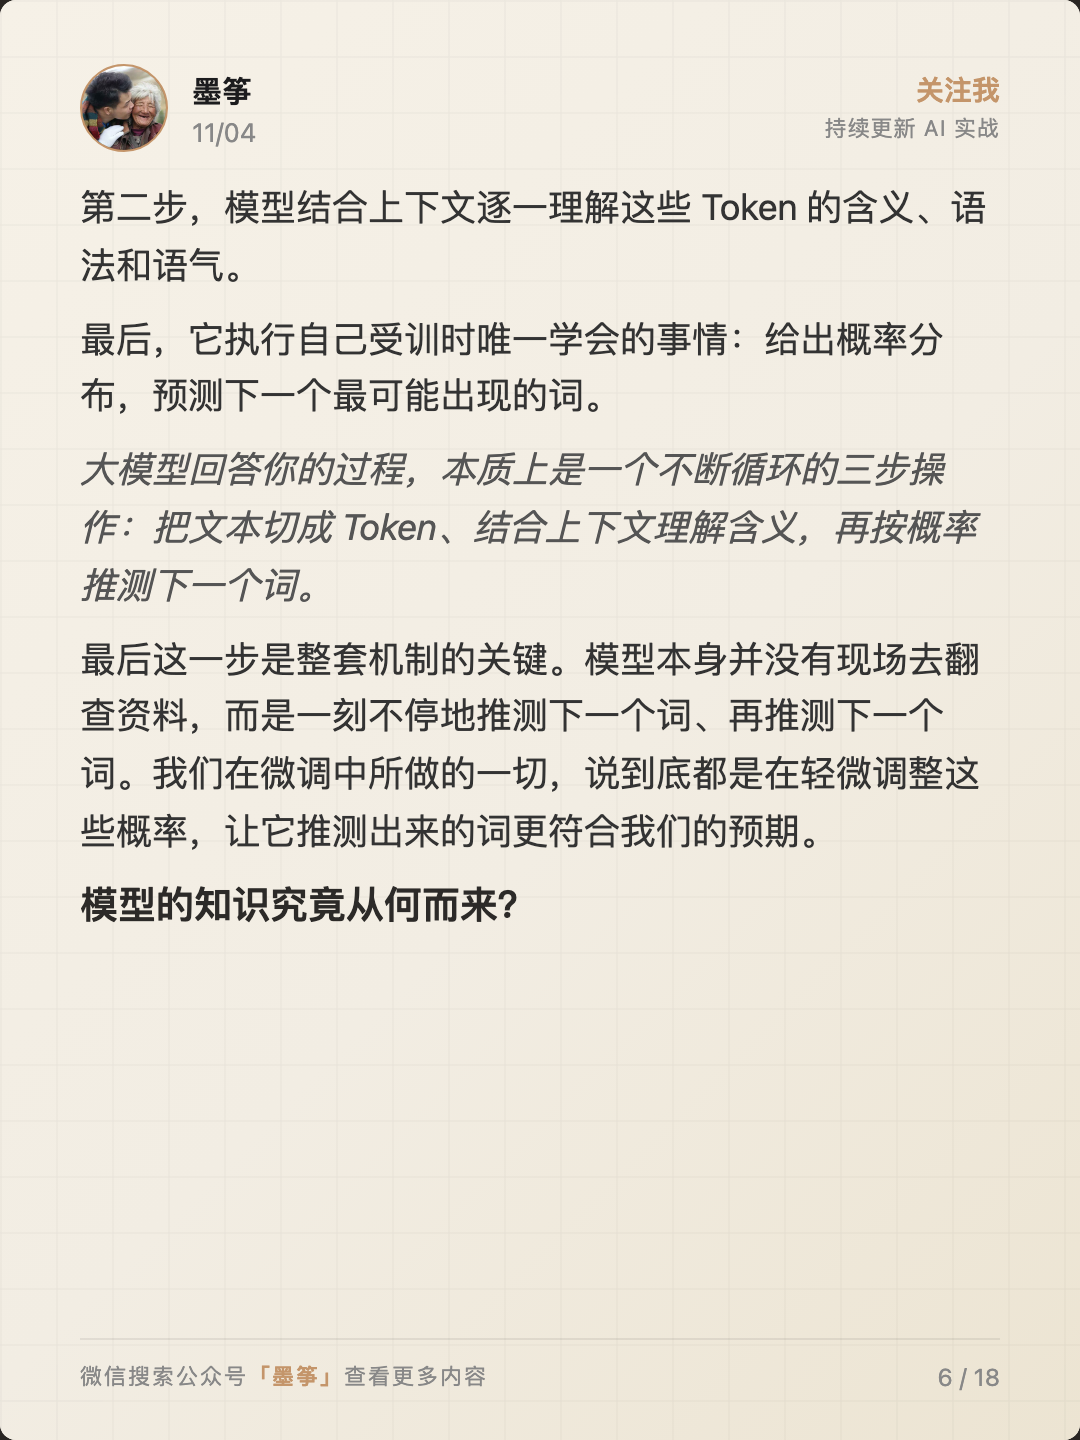 墨筝
11/04
关注我
持续更新 AI 实战
第二步，模型结合上下文逐一理解这些 Token 的含义、语
法和语气。
最后，它执行自己受训时唯一学会的事情：给出概率分
布，预测下一个最可能出现的词。
大模型回答你的过程，本质上是一个不断循环的三步操
作：把文本切成 Token、结合上下文理解含义，再按概率
推测下一个词。
最后这一步是整套机制的关键。模型本身并没有现场去翻
查资料，而是一刻不停地推测下一个词、再推测下一个
词。我们在微调中所做的一切，说到底都是在轻微调整这
些概率，让它推测出来的词更符合我们的预期。
模型的知识究竟从何而来?
微信搜索公众号「墨筝」查看更多内容
6 / 18